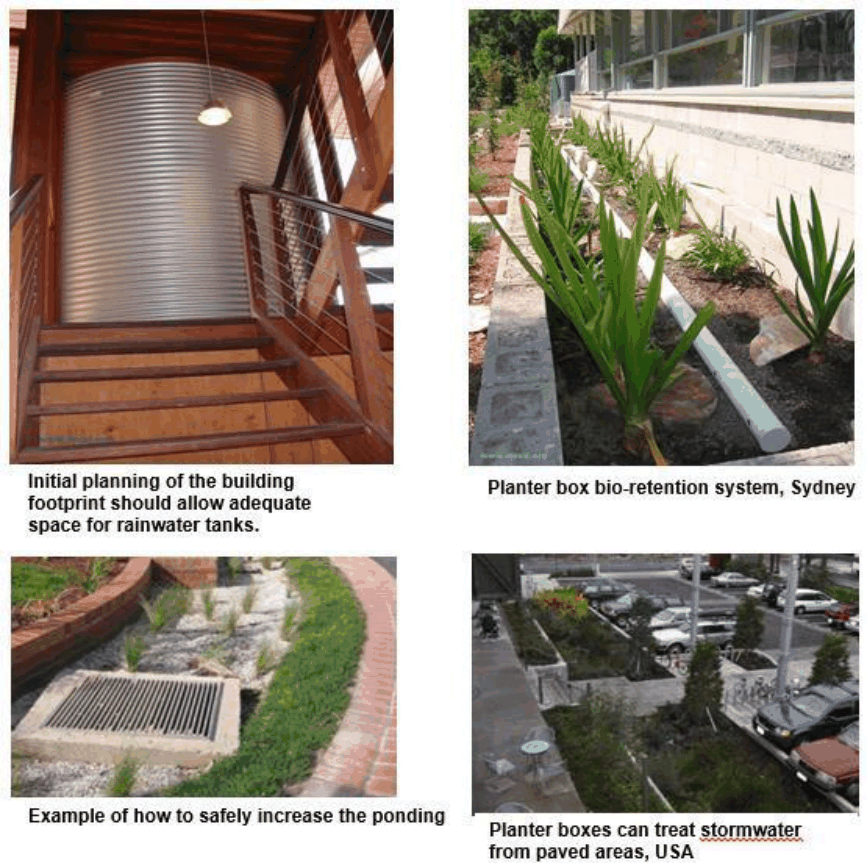 Initial planning of the building
footprint should allow adequate
space for rainwater tanks.
Planter box bio-retention system, Sydney
Example of how to safely increase the ponding
Planter boxes can treat stormwater
from paved areas, USA